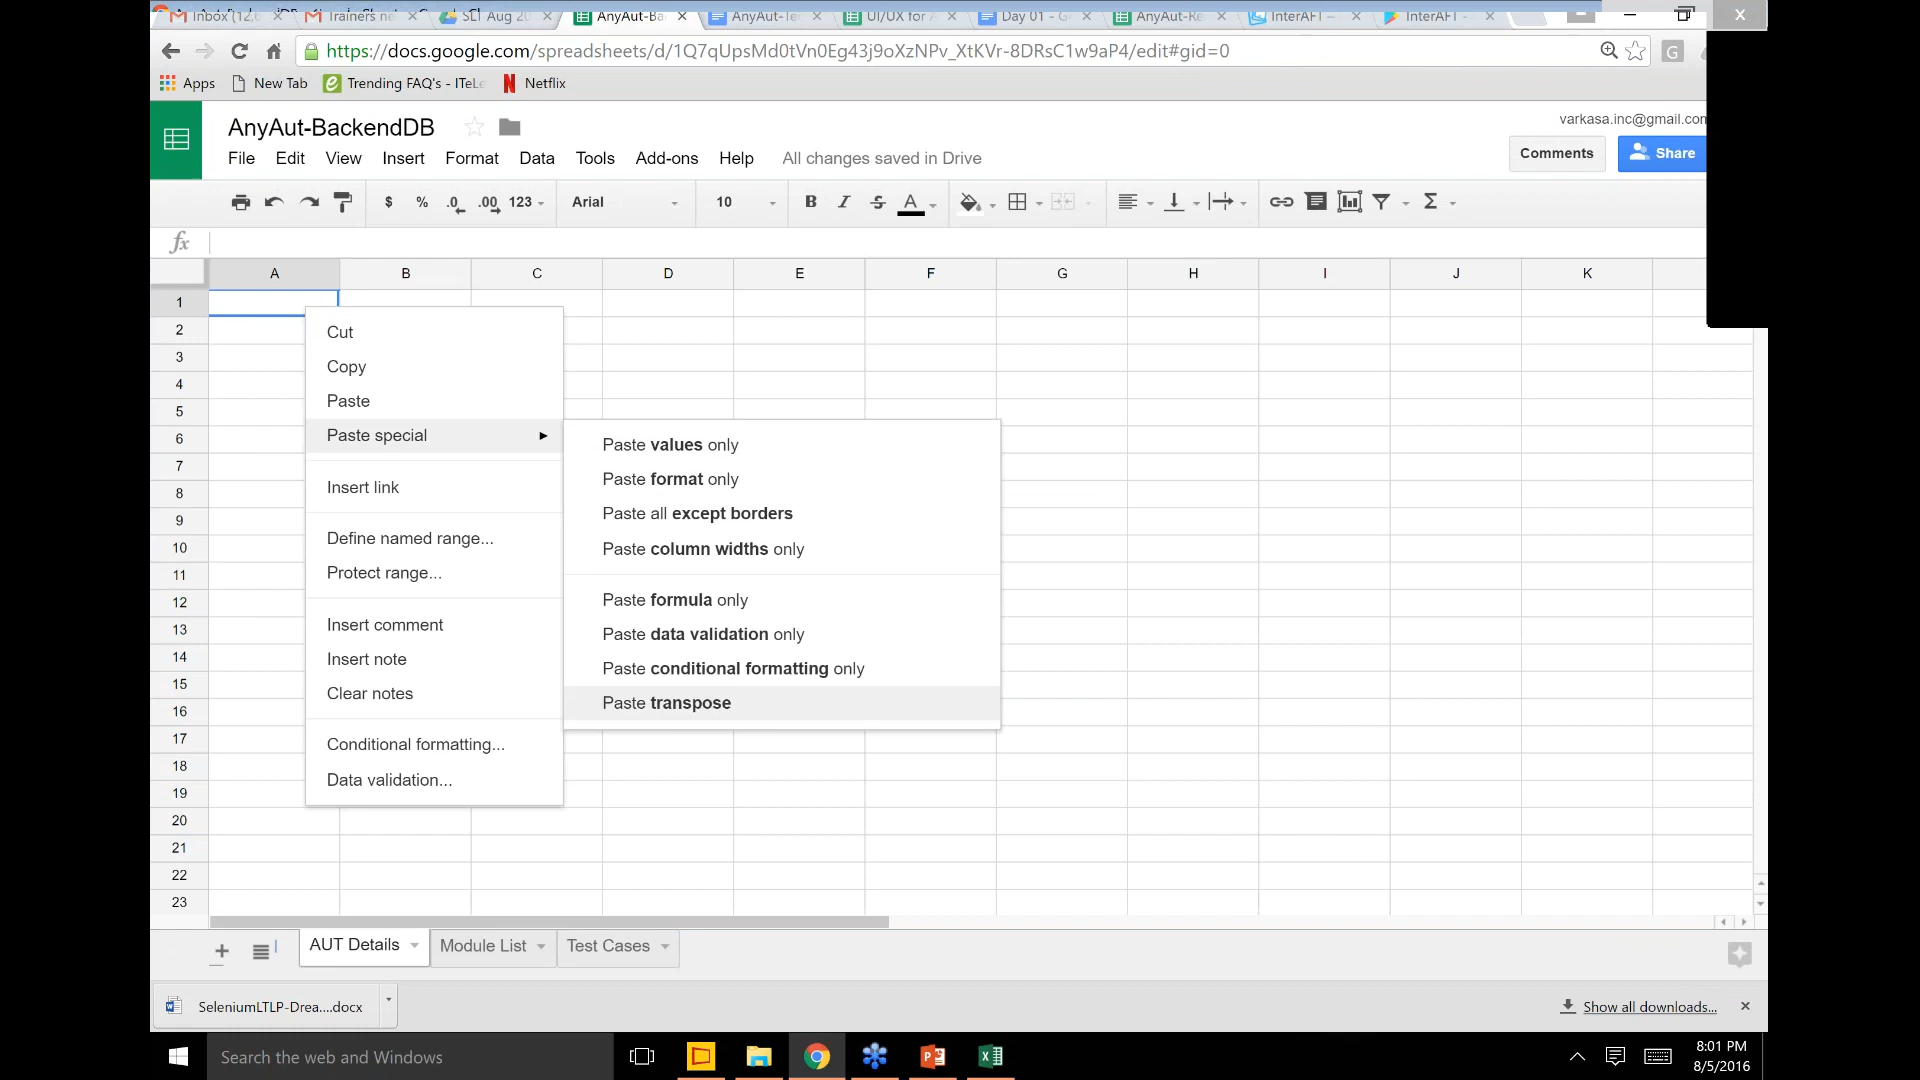 Inbox (12,6
Trainers ne
SLI Aug 20
AnyAut-Ba
AnyAut-Te
UI/UX for A
Day 01 - G
AnyAut-Re
InterAFT –
InterAFT -
https://docs.google.com/spreadsheets/d/1Q7qUpsMd0tVn0Eg43j9oXzNPv_XtKVr-8DRsC1w9aP4/edit#gid=0
Apps
New Tab
Trending FAQ's - ITeLe
Netflix
AnyAut-BackendDB
varkasa.inc@gmail.com
File Edit View Insert Format Data Tools Add-ons Help All changes saved in Drive
Comments
Share
$ % .0 .00 123 Arial 10 B I S A Σ
fx
A B C D E F G H I J K
1
2
3
4
5
6
7
8
9
10
11
12
13
14
15
16
17
18
19
20
21
22
23
Cut
Copy
Paste
Paste special
Insert link
Define named range...
Protect range...
Insert comment
Insert note
Clear notes
Conditional formatting...
Data validation...
Paste values only
Paste format only
Paste all except borders
Paste column widths only
Paste formula only
Paste data validation only
Paste conditional formatting only
Paste transpose
AUT Details
Module List
Test Cases
SeleniumLTLP-Drea....docx
Show all downloads...
Search the web and Windows
8:01 PM
8/5/2016